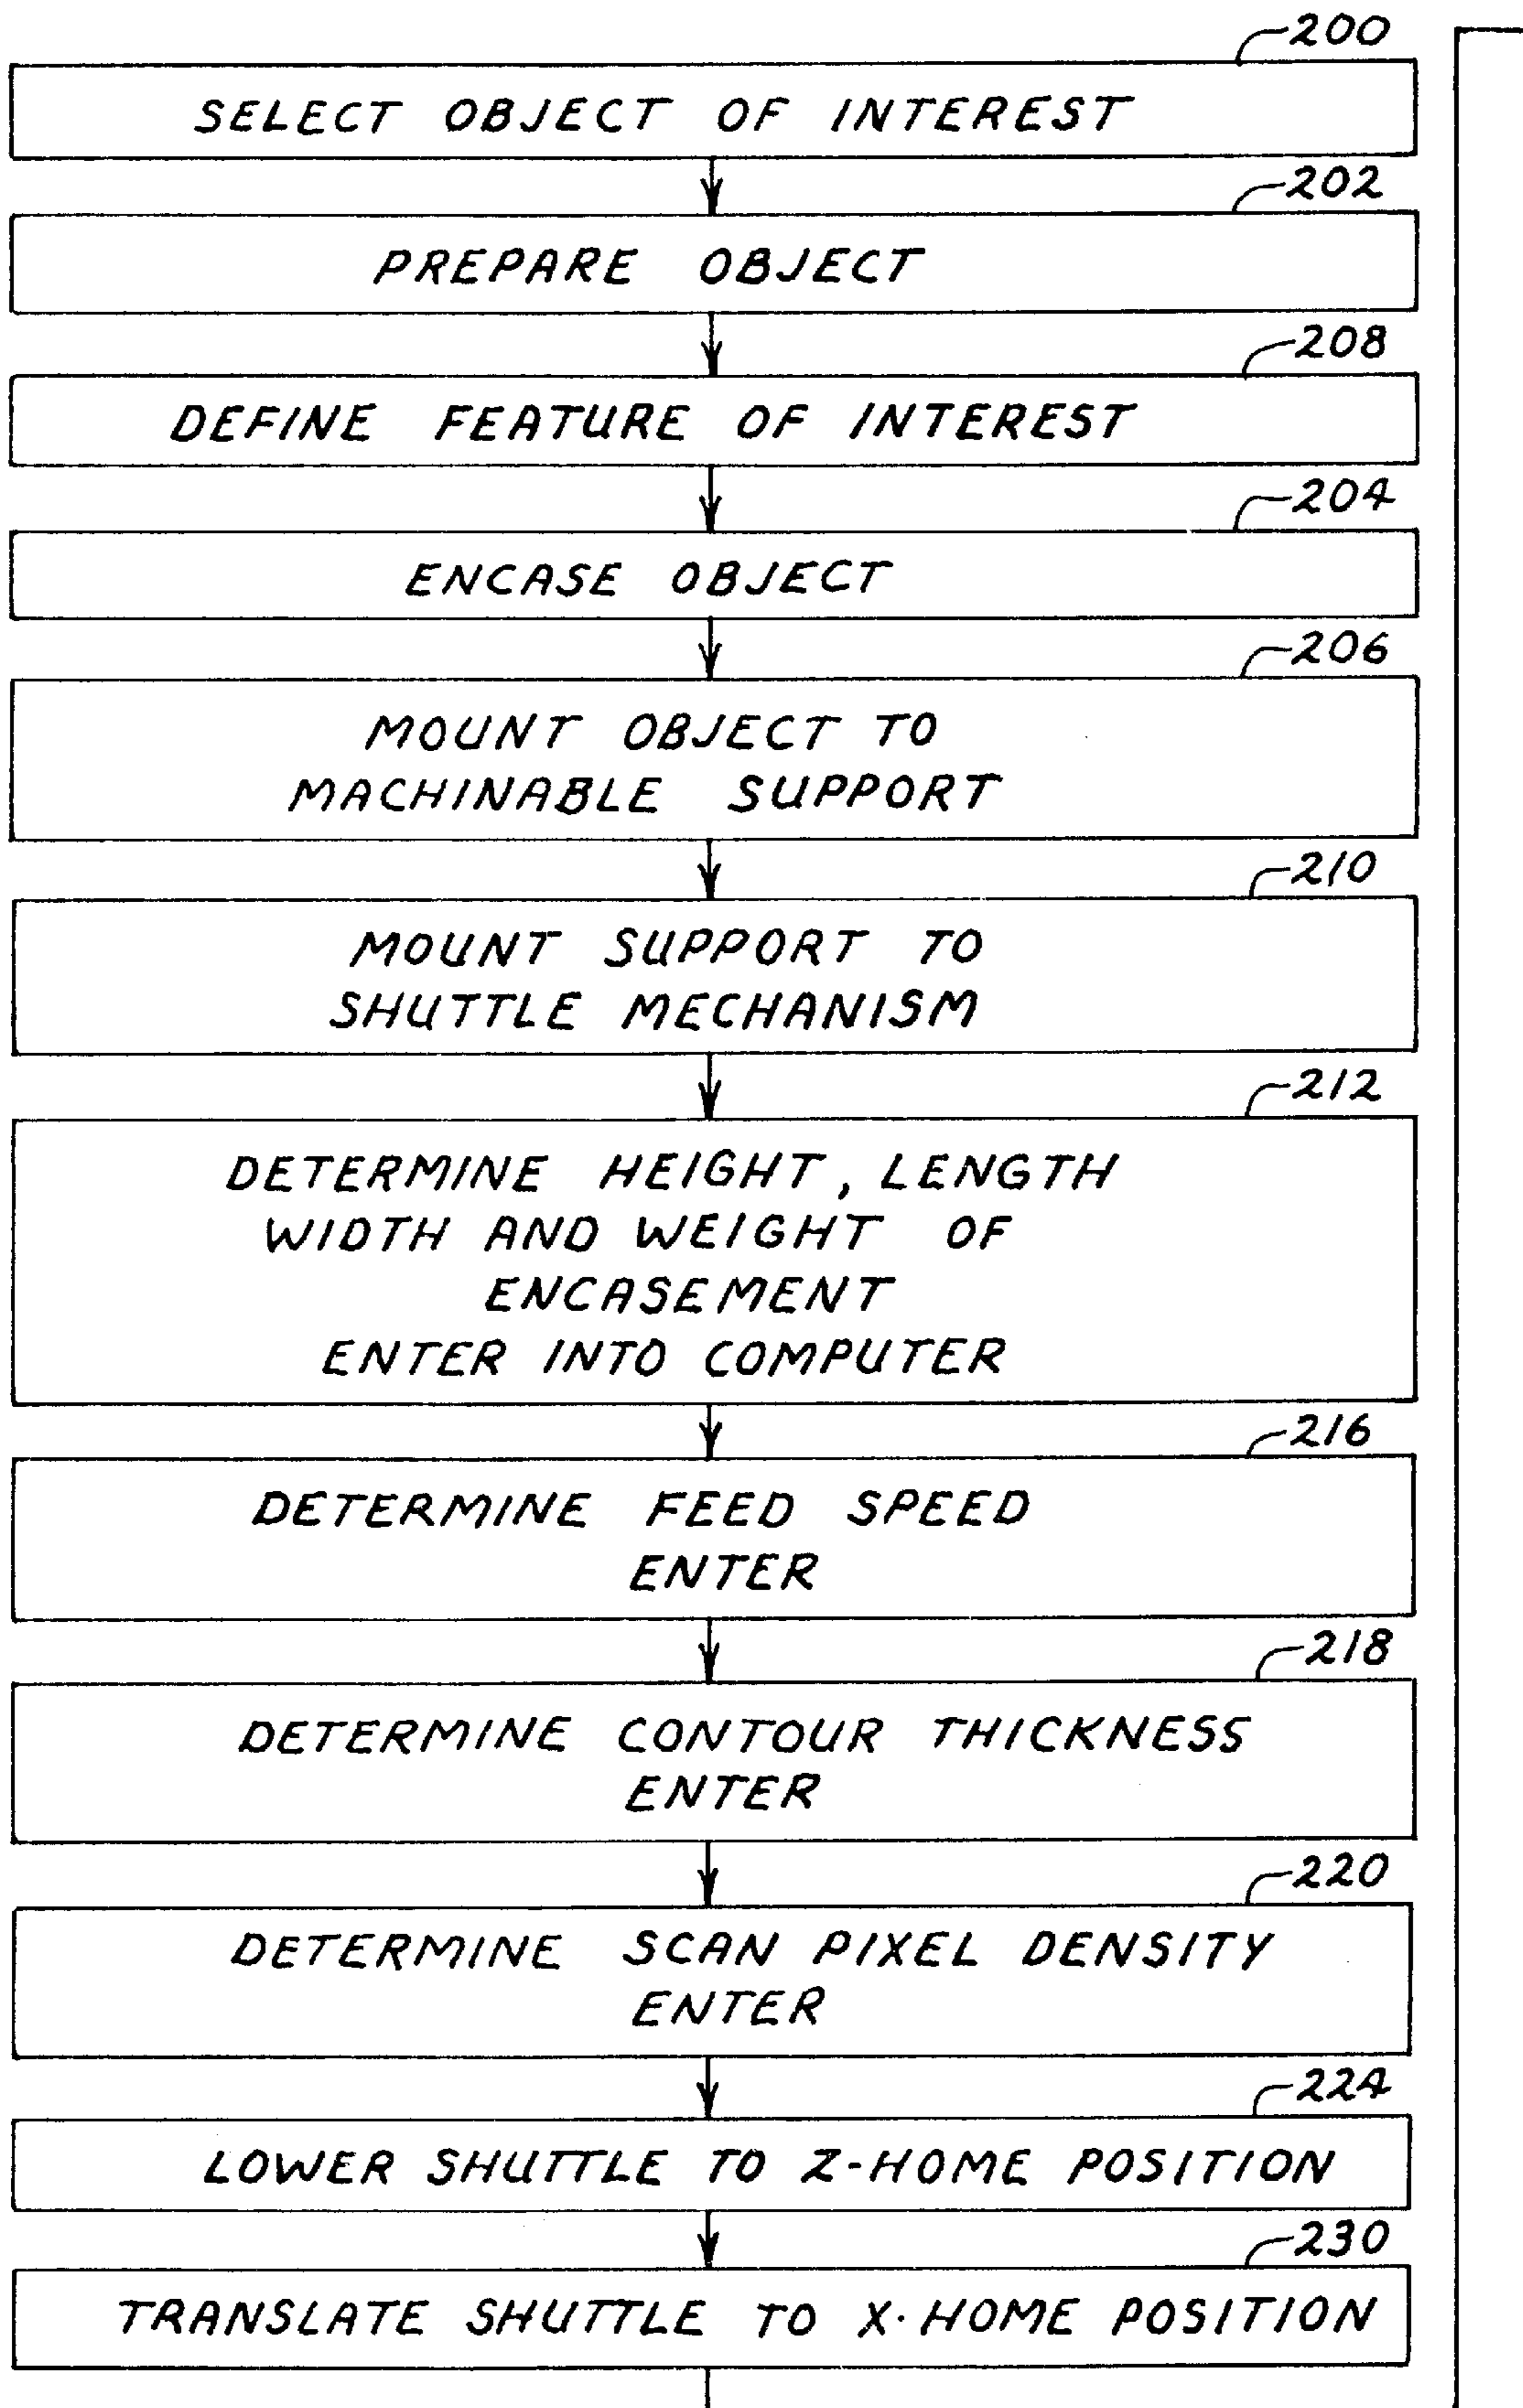 200
SELECT OBJECT OF INTEREST
202
PREPARE OBJECT
208
DEFINE FEATURE OF INTEREST
204
ENCASE OBJECT
206
MOUNT OBJECT TO
MACHINABLE SUPPORT
210
MOUNT SUPPORT TO
SHUTTLE MECHANISM
212
DETERMINE HEIGHT, LENGTH
WIDTH AND WEIGHT OF
ENCASEMENT
ENTER INTO COMPUTER
216
DETERMINE FEED SPEED
ENTER
218
DETERMINE CONTOUR THICKNESS
ENTER
220
DETERMINE SCAN PIXEL DENSITY
ENTER
224
LOWER SHUTTLE TO Z-HOME POSITION
230
TRANSLATE SHUTTLE TO X·HOME POSITION